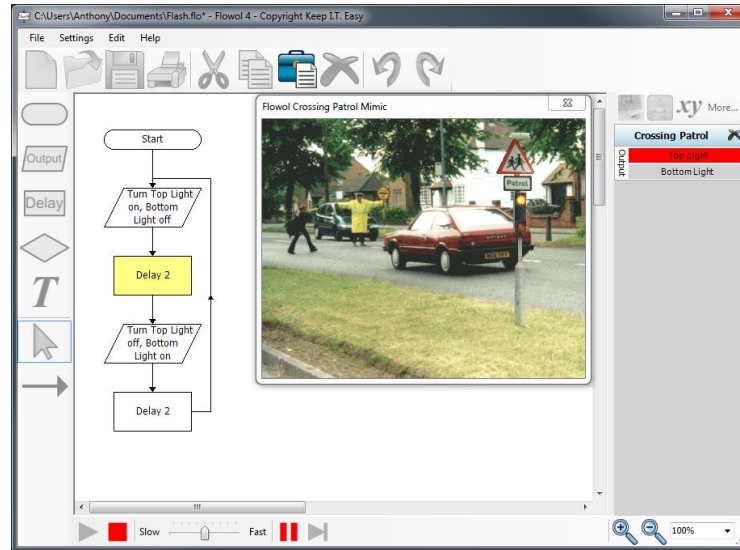 C:\Users\Anthony\Documents\Flash.flo* - Flowol 4 - Copyright Keep I.T. Easy
File Settings Edit Help
Output
Delay
T
Start
Turn Top Light
on, Bottom
Light off
Delay 2
Turn Top Light
off, Bottom
Light on
Delay 2
Flowol Crossing Patrol Mimic
Patrol
xy More...
Crossing Patrol
Output
Top Light
Bottom Light
Slow Fast
100%